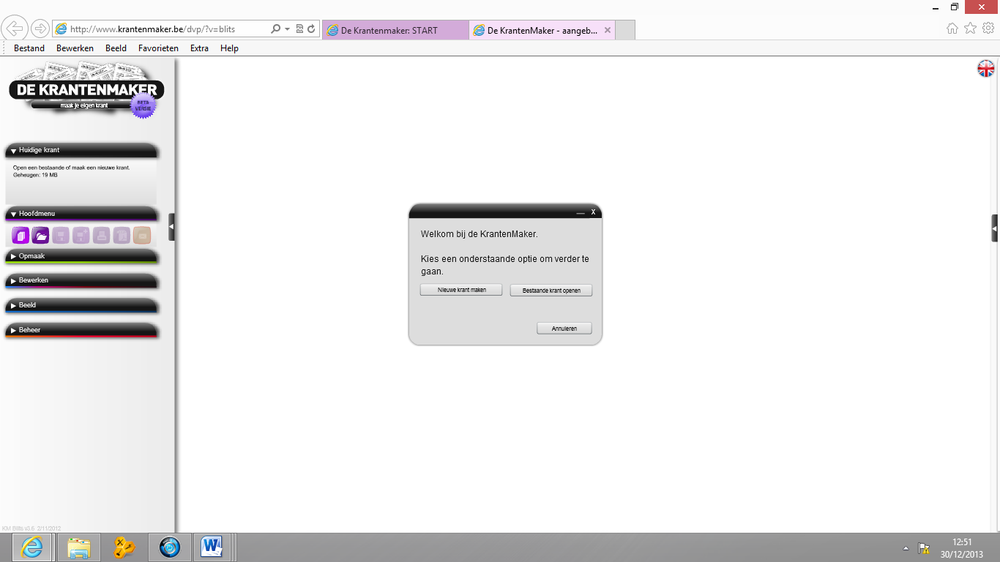 http://www.krantenmaker.be/dvp/?v=blits
De Krantenmaker: START
De KrantenMaker - aangeb...
Bestand Bewerken Beeld Favorieten Extra Help
DE KRANTENMAKER
maak je eigen krant
BETA
VERSIE
Huidige krant
Open een bestaande of maak een nieuwe krant.
Geheugen: 19 MB
Hoofdmenu
Opmaak
Bewerken
Beeld
Beheer
X
Welkom bij de KrantenMaker.
Kies een onderstaande optie om verder te
gaan.
Nieuwe krant maken
Bestaande krant openen
Annuleren
KM Blits v3.6 2/11/2012
12:51
30/12/2013